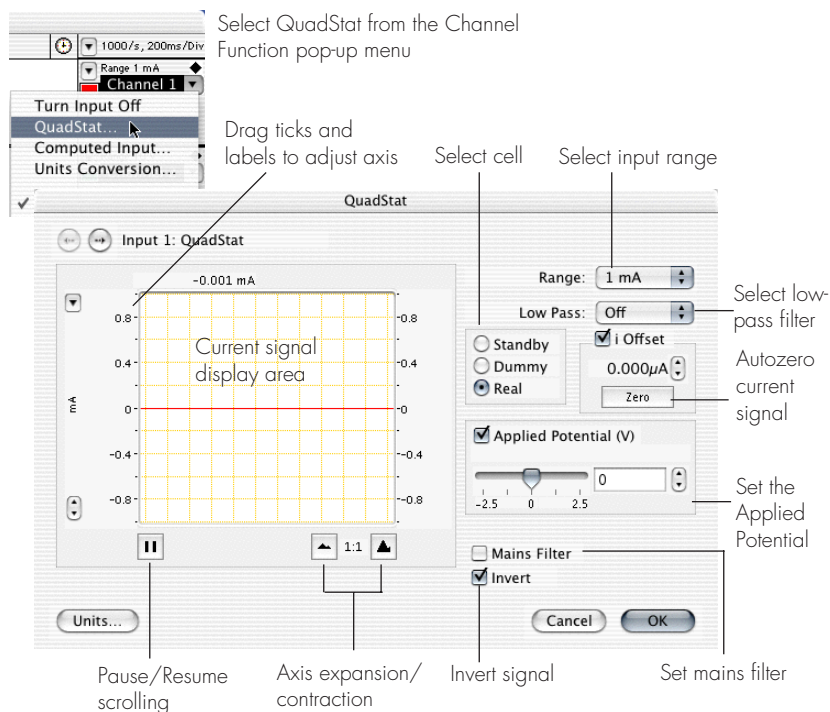 Select QuadStat from the Channel
Function pop-up menu
1000/s, 200ms/Div
Range 1 mA
Channel 1
Turn Input Off
QuadStat...
Computed Input...
Units Conversion...
Drag ticks and
labels to adjust axis
Select cell
Select input range
QuadStat
Input 1: QuadStat
-0.001 mA
Range: 1 mA
Low Pass: Off
Select low-
pass filter
0.8
0.4
0
-0.4
-0.8
mA
Current signal
display area
0.8
0.4
0
-0.4
-0.8
Standby
Dummy
Real
i Offset
0.000µA
Zero
Autozero
current
signal
Applied Potential (V)
0
-2.5 0 2.5
Set the
Applied
Potential
1:1
Mains Filter
Invert
Units...
Cancel
OK
Pause/Resume
scrolling
Axis expansion/
contraction
Invert signal
Set mains filter